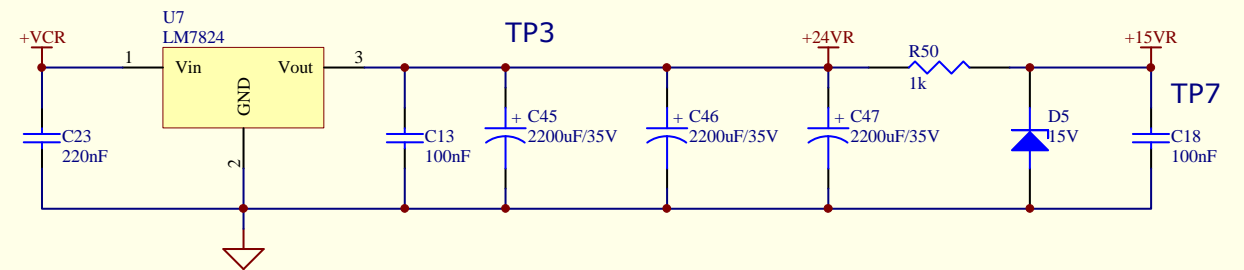 U7
LM7824
TP3
+VCR
+24VR
+15VR
1
Vin
Vout
3
GND
2
R50
1k
TP7
C23
220nF
C13
100nF
+ C45
2200uF/35V
+ C46
2200uF/35V
+ C47
2200uF/35V
D5
15V
C18
100nF